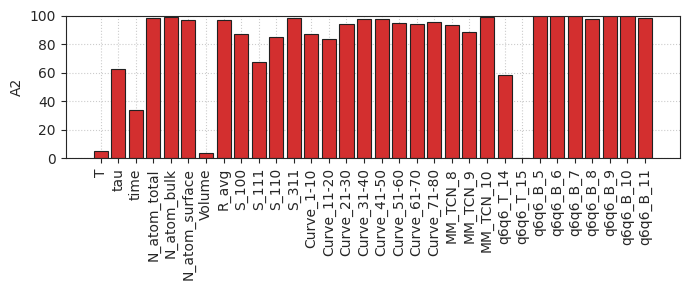 A2
100
80
60
40
20
0
T
tau
time
N_atom_total
N_atom_bulk
N_atom_surface
Volume
R_avg
S_100
S_111
S_110
S_311
Curve_1-10
Curve_11-20
Curve_21-30
Curve_31-40
Curve_41-50
Curve_51-60
Curve_61-70
Curve_71-80
MM_TCN_8
MM_TCN_9
MM_TCN_10
q6q6_T_14
q6q6_T_15
q6q6_B_5
q6q6_B_6
q6q6_B_7
q6q6_B_8
q6q6_B_9
q6q6_B_10
q6q6_B_11